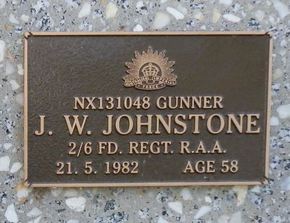 NX131048 GUNNER
J. W. JOHNSTONE
2/6 FD. REGT. R.A.A.
21. 5. 1982 AGE 58